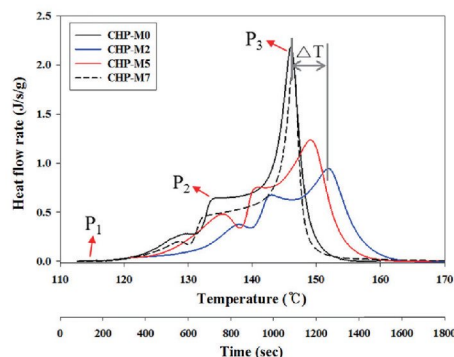 2.5
2.0
1.5
1.0
0.5
0.0
Heat flow rate (J/s/g)
CHP-M0
CHP-M2
CHP-M5
CHP-M7
P3
△ T
P2
P1
110 120 130 140 150 160 170
Temperature (℃)
0 200 400 600 800 1000 1200 1400 1600 1800
Time (sec)